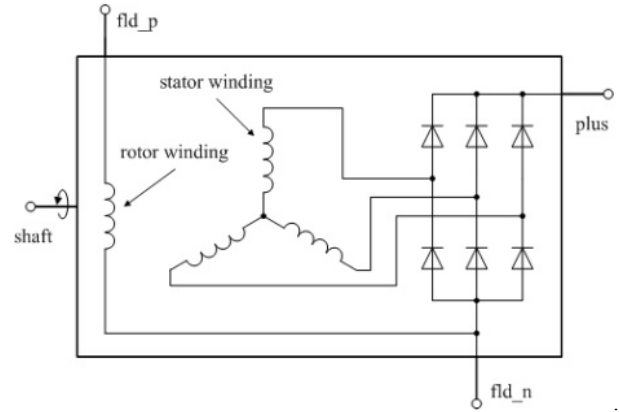 fld_p
stator winding
rotor winding
plus
shaft
fld_n